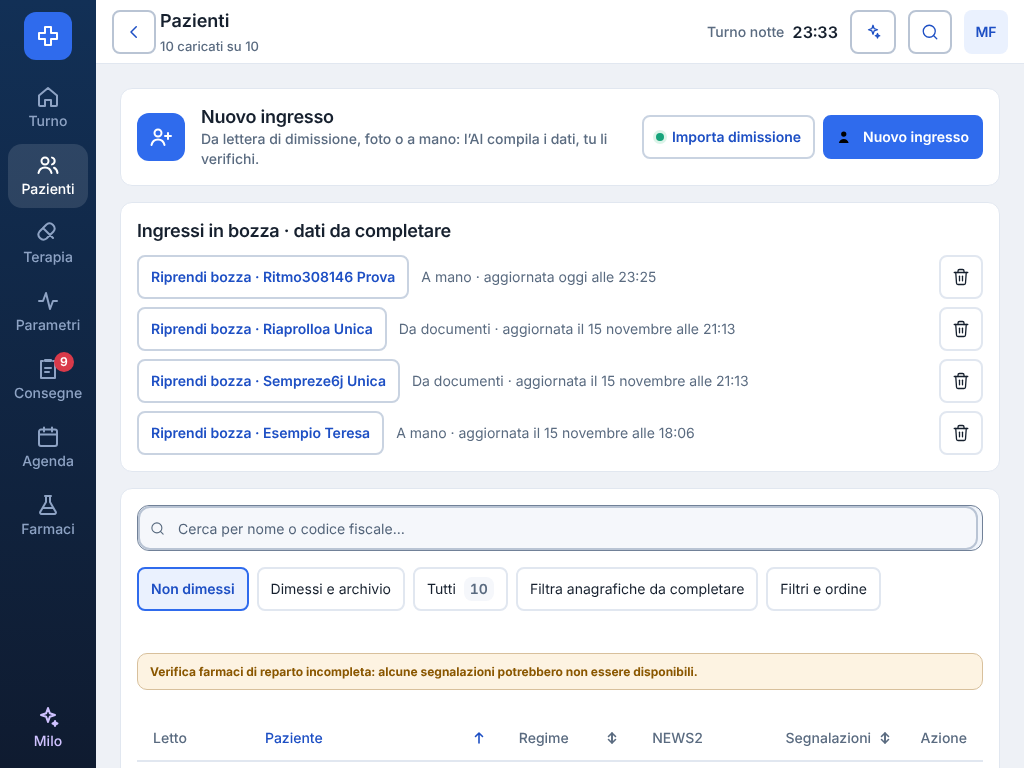 Pazienti
10 caricati su 10
Turno notte 23:33
MF
Turno
Pazienti
Terapia
Parametri
9
Consegne
Agenda
Farmaci
Milo
Nuovo ingresso
Da lettera di dimissione, foto o a mano: l'AI compila i dati, tu li
verifichi.
Importa dimissione
Nuovo ingresso
Ingressi in bozza · dati da completare
Riprendi bozza · Ritmo308146 Prova
A mano · aggiornata oggi alle 23:25
Riprendi bozza · Riaprolloa Unica
Da documenti · aggiornata il 15 novembre alle 21:13
Riprendi bozza · Sempreze6j Unica
Da documenti · aggiornata il 15 novembre alle 21:13
Riprendi bozza · Esempio Teresa
A mano · aggiornata il 15 novembre alle 18:06
Cerca per nome o codice fiscale...
Non dimessi
Dimessi e archivio
Tutti 10
Filtra anagrafiche da completare
Filtri e ordine
Verifica farmaci di reparto incompleta: alcune segnalazioni potrebbero non essere disponibili.
Letto Paziente Regime NEWS2 Segnalazioni Azione